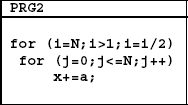 PRG2
for (i=N;i>1;i=i/2)
for (j=0;j<=N;j++)
x+=a;